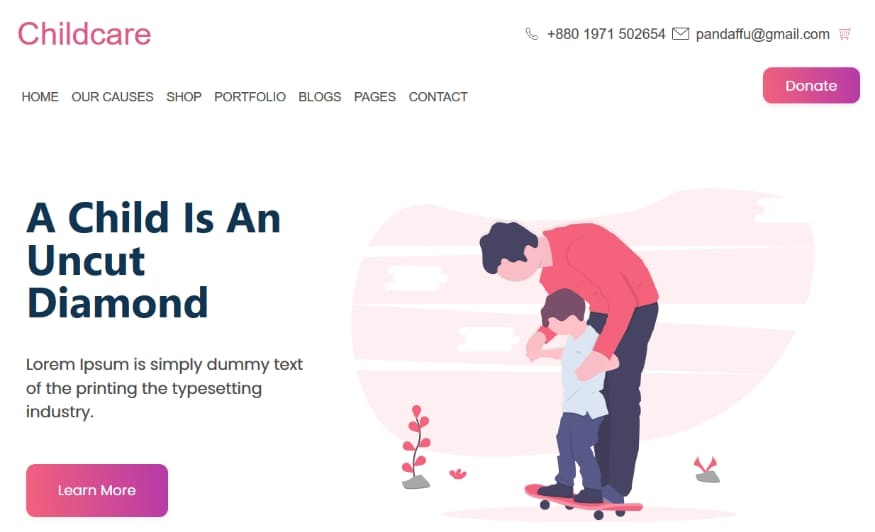 Childcare
+880 1971 502654 pandaffu@gmail.com
Donate
HOME OUR CAUSES SHOP PORTFOLIO BLOGS PAGES CONTACT
A Child Is An
Uncut
Diamond
Lorem Ipsum is simply dummy text
of the printing the typesetting
industry.
Learn More